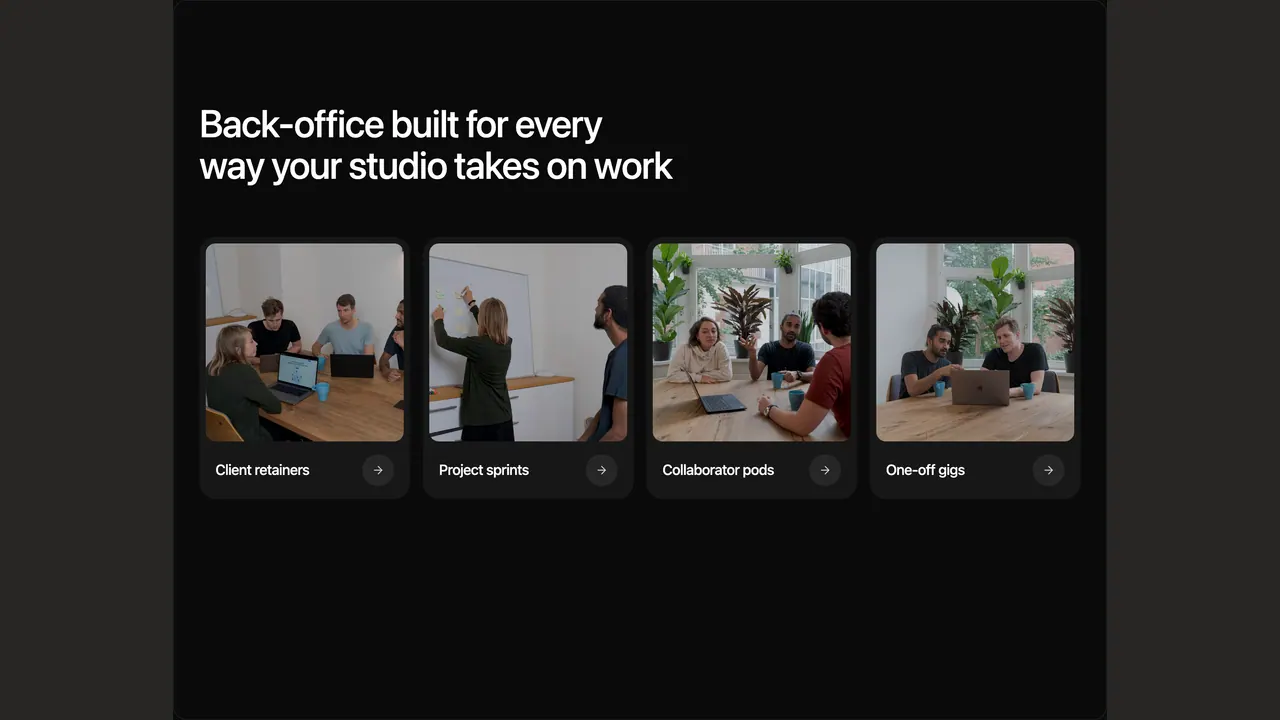 Back-office built for every
way your studio takes on work
Client retainers
Project sprints
Collaborator pods
One-off gigs